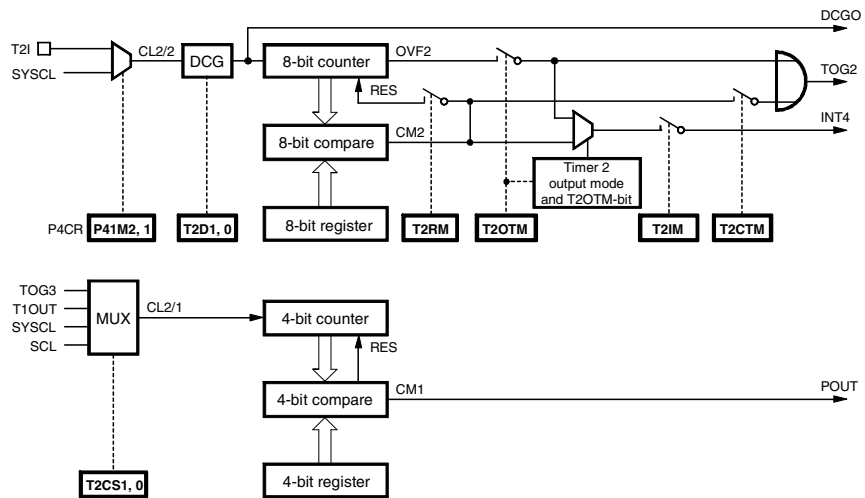 DCGO
T2I
CL2/2
DCG
8-bit counter
OVF2
SYSCL
TOG2
RES
INT4
8-bit compare
CM2
Timer 2
output mode
and T2OTM-bit
P4CR
P41M2, 1
T2D1, 0
8-bit register
T2RM
T2OTM
T2IM
T2CTM
TOG3
T1OUT
SYSCL
SCL
MUX
CL2/1
4-bit counter
RES
4-bit compare
CM1
POUT
T2CS1, 0
4-bit register